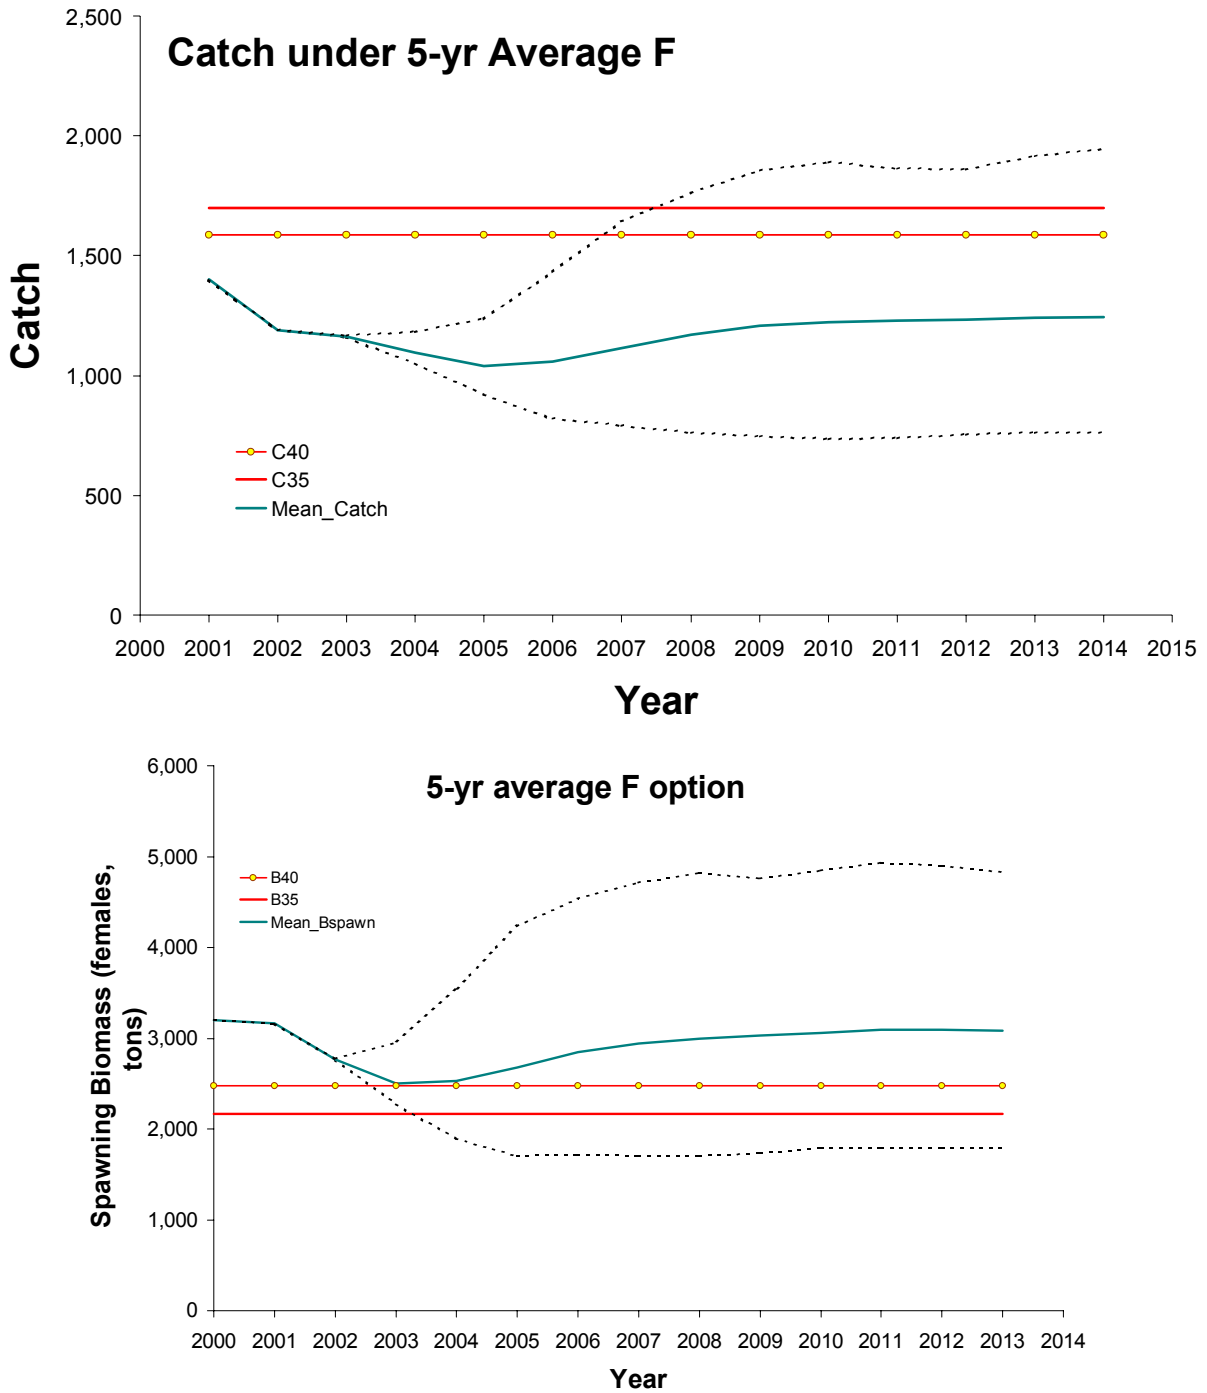 Catch under 5-yr Average F
2,500
2,000
1,500
1,000
500
0
Catch
C40
C35
Mean_Catch
2000 2001 2002 2003 2004 2005 2006 2007 2008 2009 2010 2011 2012 2013 2014 2015
Year
5-yr average F option
6,000
5,000
4,000
3,000
2,000
1,000
0
Spawning Biomass (females,
tons)
B40
B35
Mean_Bspawn
2000 2001 2002 2003 2004 2005 2006 2007 2008 2009 2010 2011 2012 2013 2014
Year